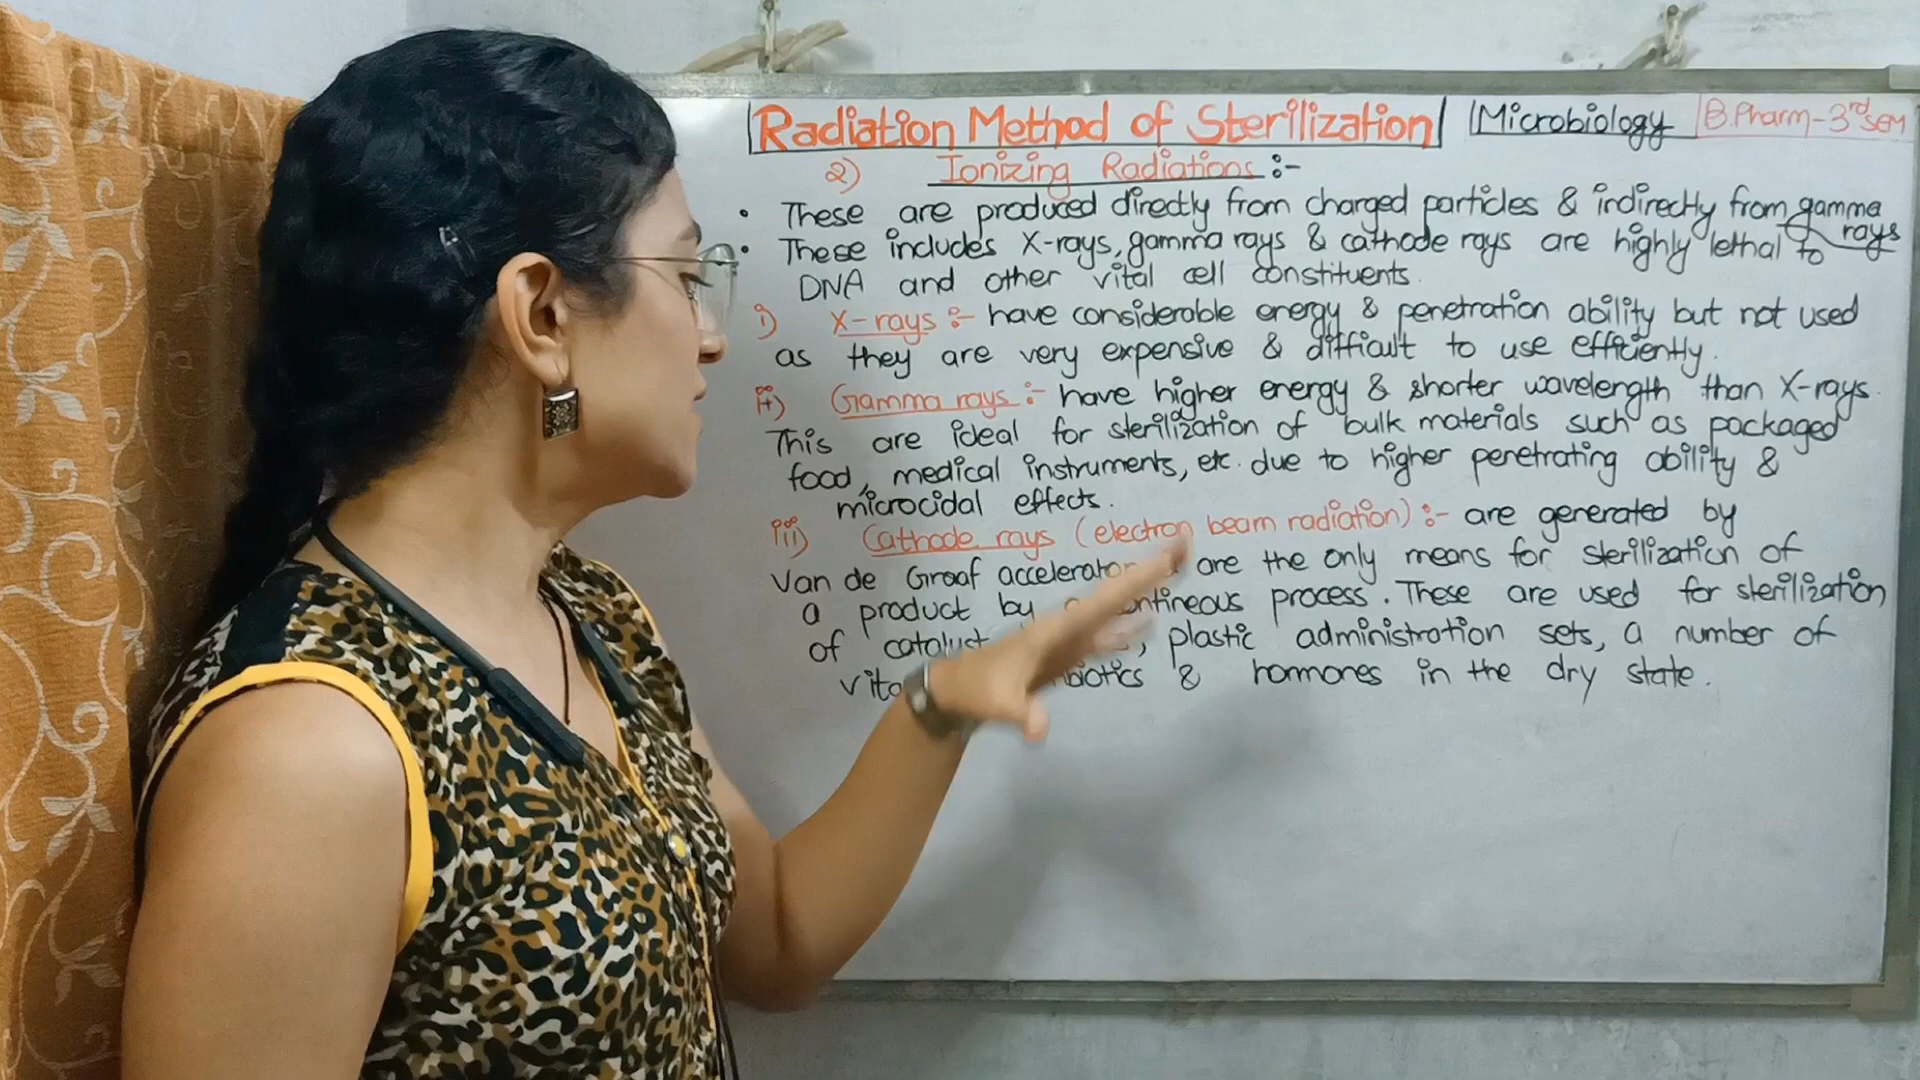 Radiation Method of Sterilization Microbiology B.Pharm-3rd SEM
2) Ionizing Radiations :-
• These are produced directly from charged particles & indirectly from gamma rays
• These includes X-rays, gamma rays & cathode rays are highly lethal to
DNA and other vital cell constituents.
i) X-rays :- have considerable energy & penetration ability but not used
as they are very expensive & difficult to use efficiently.
ii) Gamma rays :- have higher energy & shorter wavelength than X-rays.
This are ideal for sterilization of bulk materials such as packaged
food, medical instruments, etc. due to higher penetrating ability &
microcidal effects.
iii) Cathode rays (electron beam radiation) :- are generated by
Van de Graaf accelerator are the only means for sterilization of
a product by process. These are used for sterilization
of plastic administration sets, a number of
& hormones in the dry state.